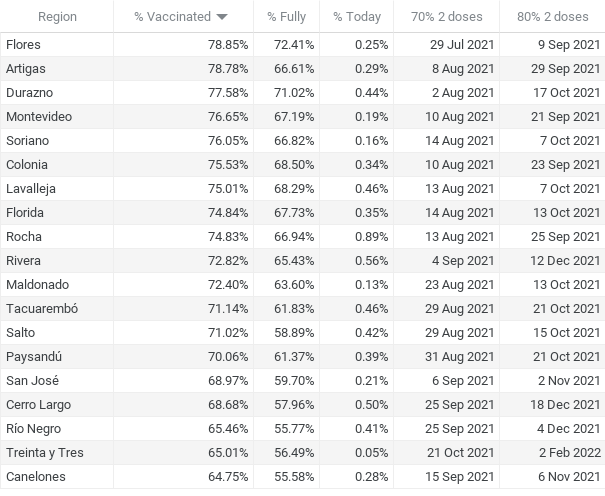 Region % Vaccinated % Fully % Today 70% 2 doses 80% 2 doses
Flores 78.85% 72.41% 0.25% 29 Jul 2021 9 Sep 2021
Artigas 78.78% 66.61% 0.29% 8 Aug 2021 29 Sep 2021
Durazno 77.58% 71.02% 0.44% 2 Aug 2021 17 Oct 2021
Montevideo 76.65% 67.19% 0.19% 10 Aug 2021 21 Sep 2021
Soriano 76.05% 66.82% 0.16% 14 Aug 2021 7 Oct 2021
Colonia 75.53% 68.50% 0.34% 10 Aug 2021 23 Sep 2021
Lavalleja 75.01% 68.29% 0.46% 13 Aug 2021 7 Oct 2021
Florida 74.84% 67.73% 0.35% 14 Aug 2021 13 Oct 2021
Rocha 74.83% 66.94% 0.89% 13 Aug 2021 25 Sep 2021
Rivera 72.82% 65.43% 0.56% 4 Sep 2021 12 Dec 2021
Maldonado 72.40% 63.60% 0.13% 23 Aug 2021 13 Oct 2021
Tacuarembó 71.14% 61.83% 0.46% 29 Aug 2021 21 Oct 2021
Salto 71.02% 58.89% 0.42% 29 Aug 2021 15 Oct 2021
Paysandú 70.06% 61.37% 0.39% 31 Aug 2021 21 Oct 2021
San José 68.97% 59.70% 0.21% 6 Sep 2021 2 Nov 2021
Cerro Largo 68.68% 57.96% 0.50% 25 Sep 2021 18 Dec 2021
Río Negro 65.46% 55.77% 0.41% 25 Sep 2021 4 Dec 2021
Treinta y Tres 65.01% 56.49% 0.05% 21 Oct 2021 2 Feb 2022
Canelones 64.75% 55.58% 0.28% 15 Sep 2021 6 Nov 2021